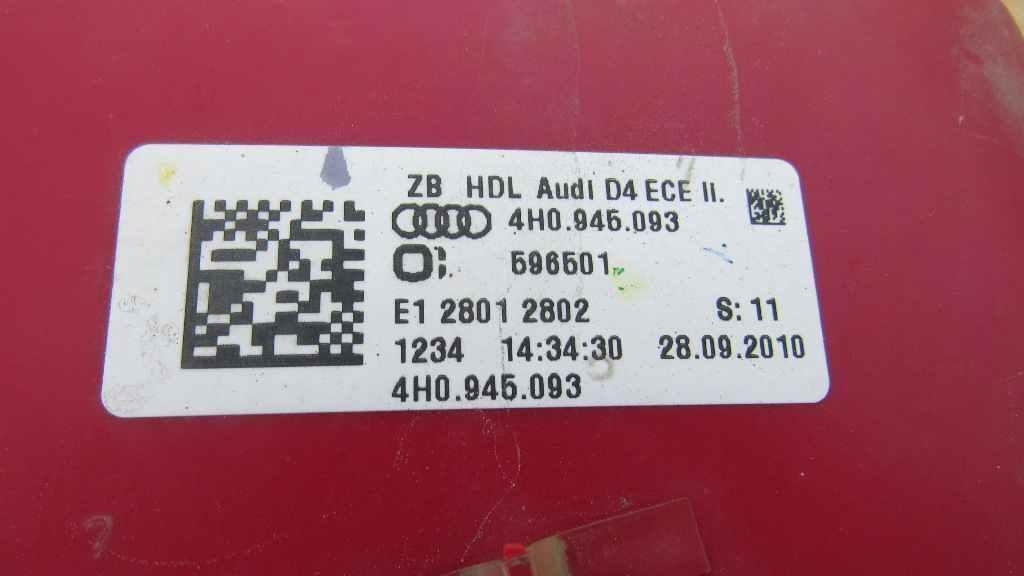 ZB HDL Audi D4 ECE li.
4H0.945.093
596501
E1 2801 2802 S: 11
1234 14:34:30 28.09.2010
4H0.945.093